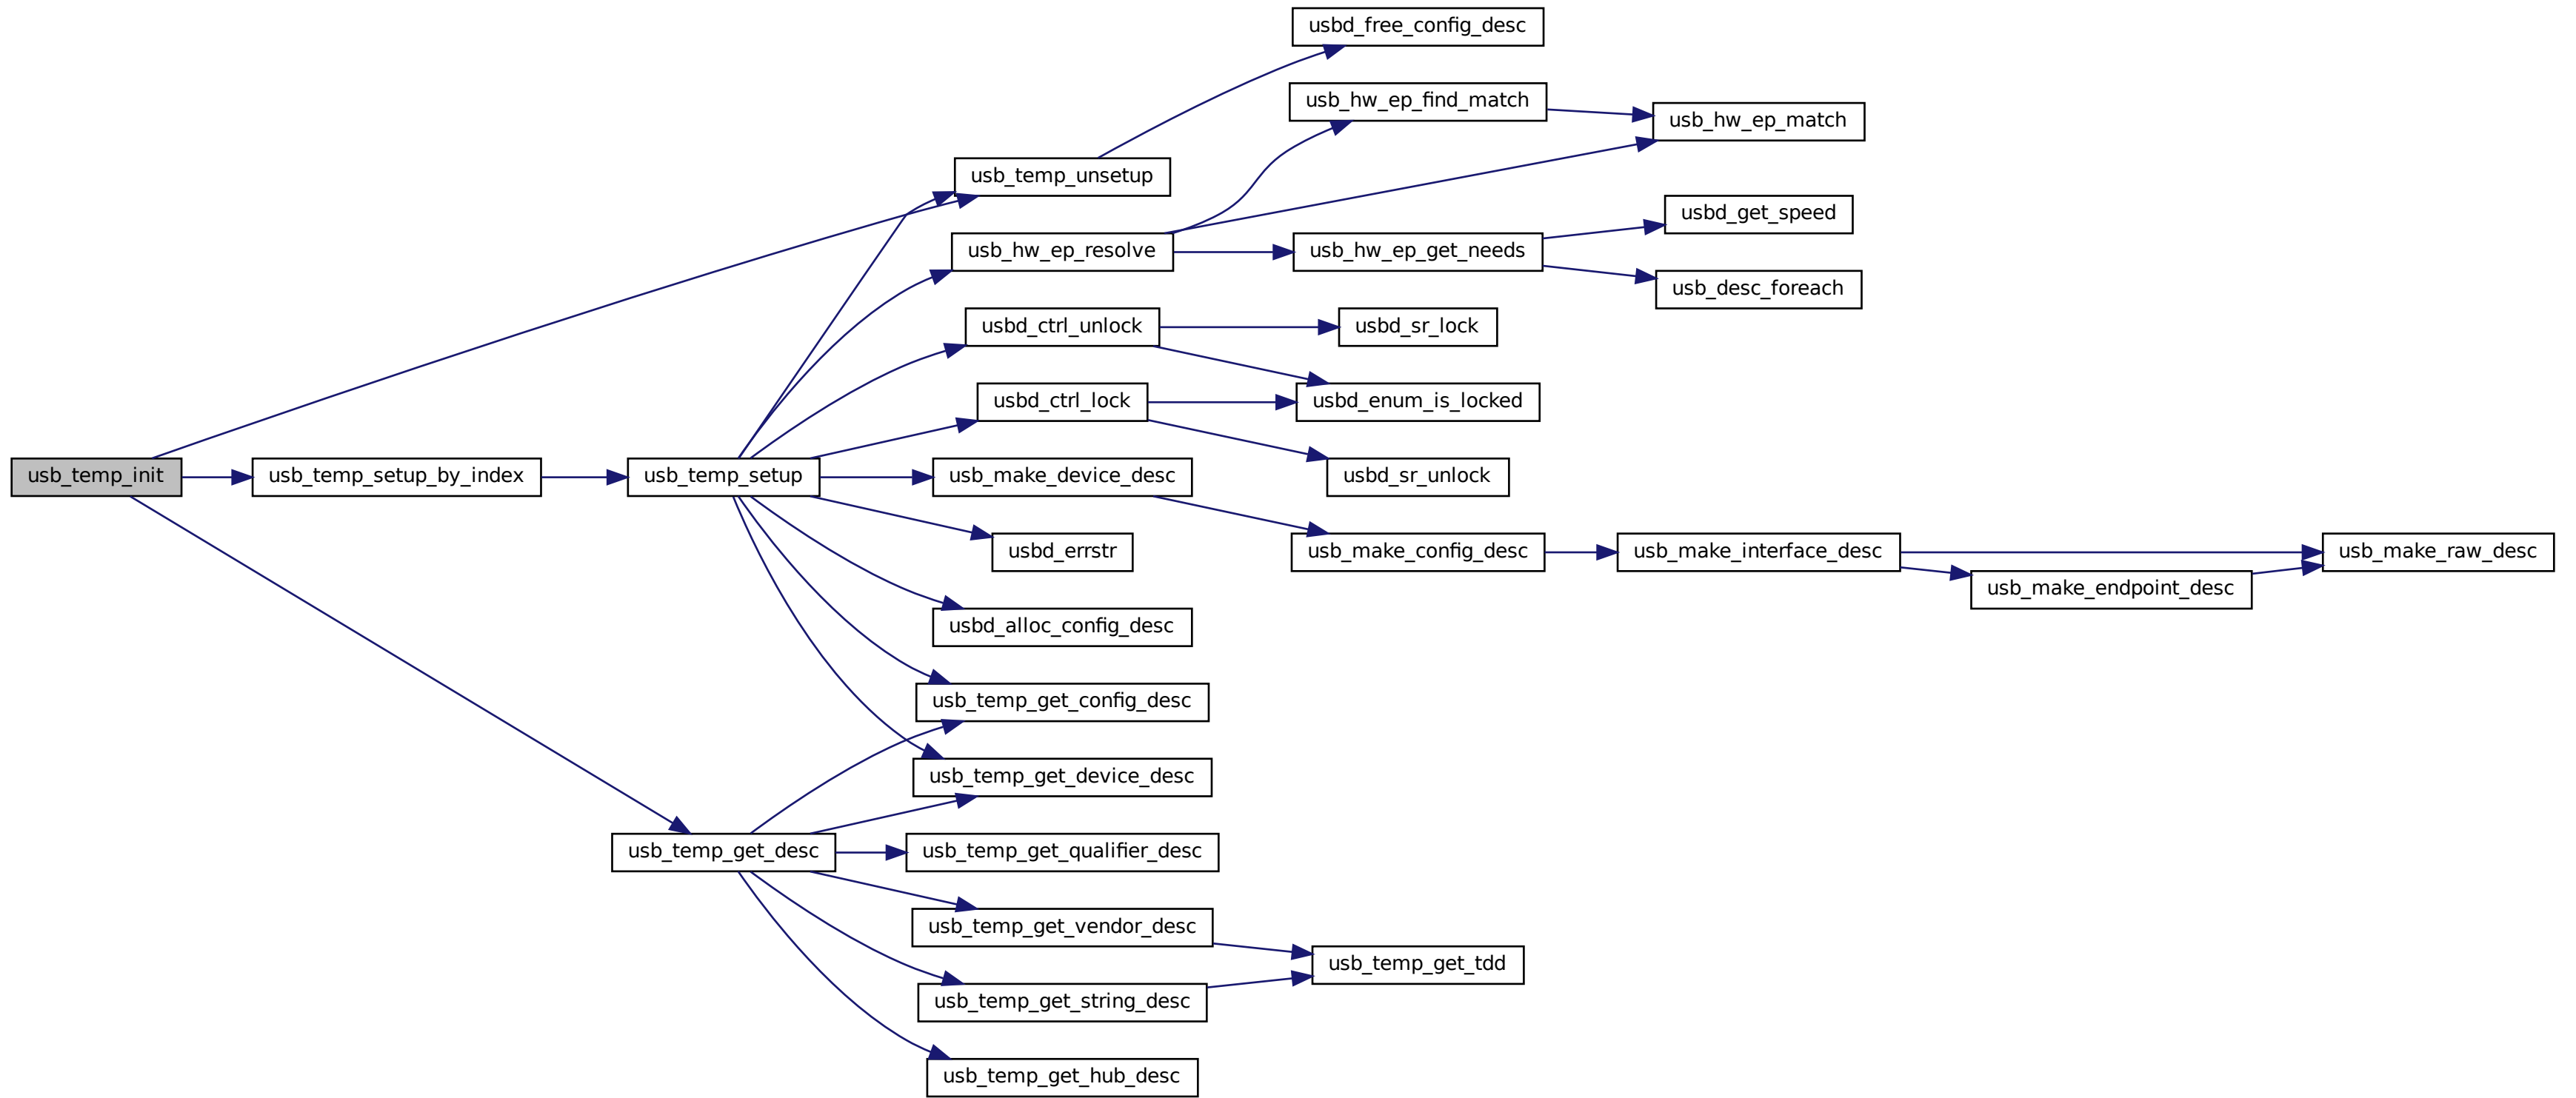 usbd_free_config_desc
usb_hw_ep_find_match
usb_hw_ep_match
usb_temp_unsetup
usbd_get_speed
usb_hw_ep_resolve
usb_hw_ep_get_needs
usb_desc_foreach
usbd_ctrl_unlock
usbd_sr_lock
usbd_ctrl_lock
usbd_enum_is_locked
usb_temp_init
usb_temp_setup_by_index
usb_temp_setup
usb_make_device_desc
usbd_sr_unlock
usbd_errstr
usb_make_config_desc
usb_make_interface_desc
usb_make_raw_desc
usb_make_endpoint_desc
usbd_alloc_config_desc
usb_temp_get_config_desc
usb_temp_get_device_desc
usb_temp_get_desc
usb_temp_get_qualifier_desc
usb_temp_get_vendor_desc
usb_temp_get_tdd
usb_temp_get_string_desc
usb_temp_get_hub_desc